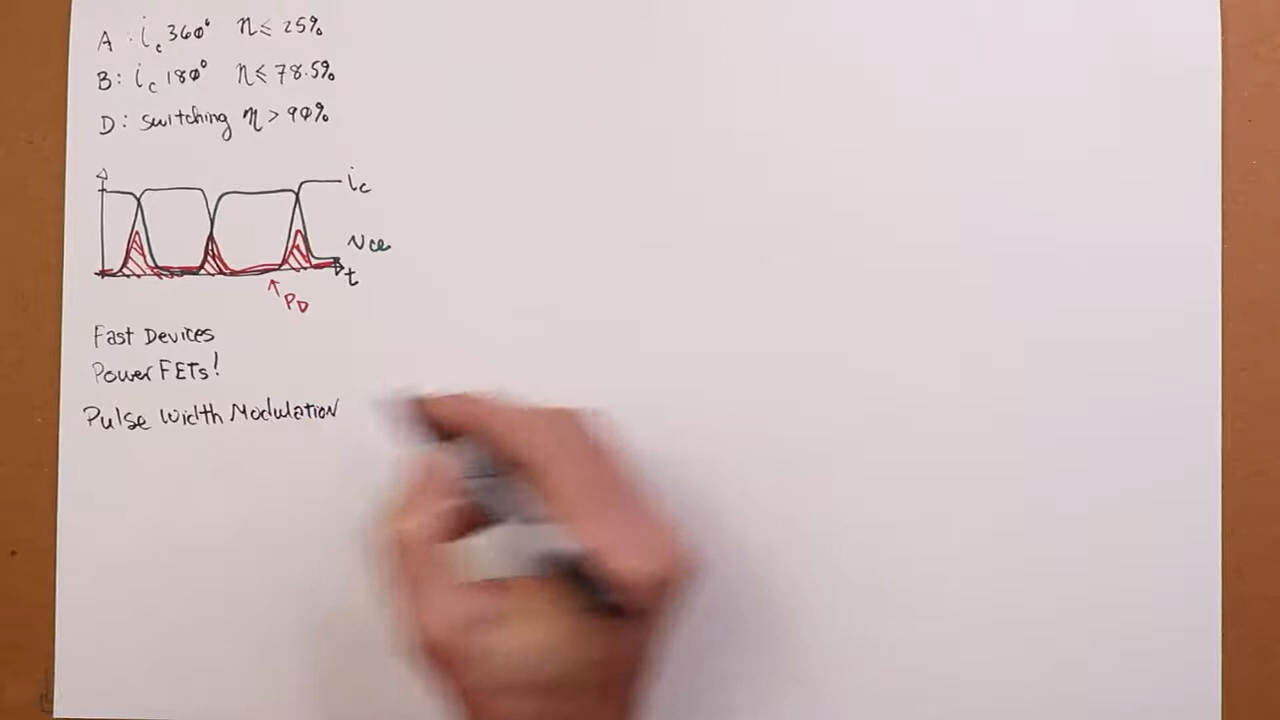 A: ic 360° η ≤ 25%
B: ic 180° η ≤ 78.5%
D: switching η > 90%
ic
vce
t
PD
Fast Devices
Power FETs!
Pulse Width Modulation